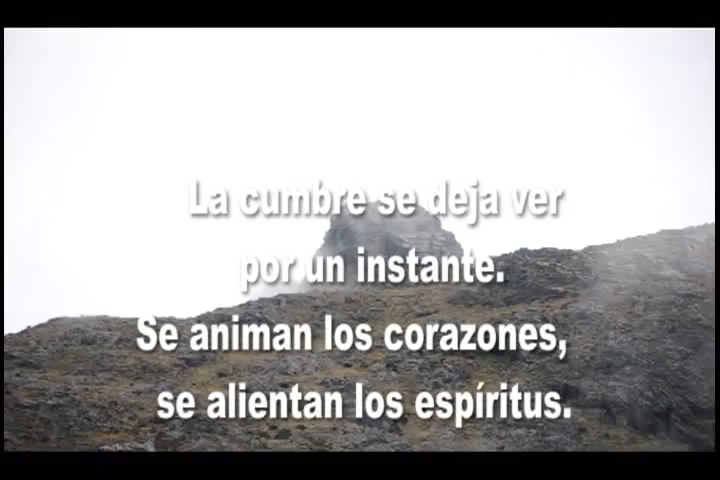 La cumbre se deja ver
por un instante.
Se animan los corazones,
se alientan los espíritus.